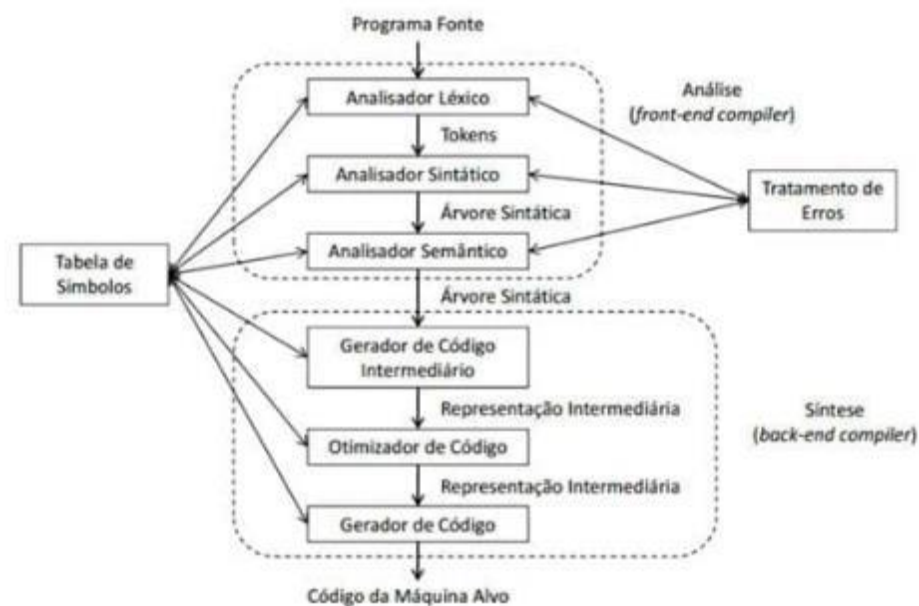 Programa Fonte
Analisador Léxico
Análise
(front-end compiler)
Tokens
Analisador Sintático
Tratamento de
Erros
Árvore Sintática
Analisador Semântico
Tabela de
Símbolos
Árvore Sintática
Gerador de Código
Intermediário
Representação Intermediária
Síntese
(back-end compiler)
Otimizador de Código
Representação Intermediária
Gerador de Código
Código da Máquina Alvo